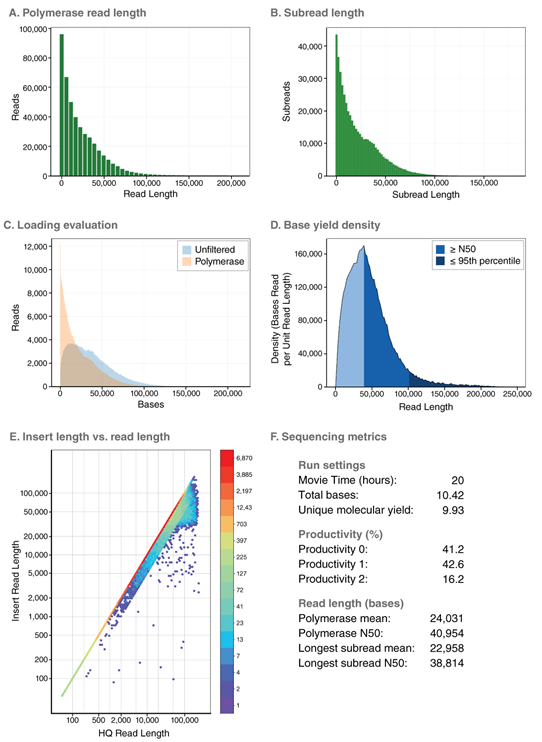 A. Polymerase read length
100,000
80,000
60,000
40,000
20,000
0
Reads
0 50,000 100,000 150,000 200,000
Read Length
B. Subread length
40,000
30,000
20,000
10,000
0
Subreads
0 50,000 100,000 150,000
Subread Length
C. Loading evaluation
12,000
10,000
8,000
6,000
4,000
2,000
0
Reads
Unfiltered
Polymerase
0 50,000 100,000 150,000 200,000
Bases
D. Base yield density
160,000
120,000
80,000
40,000
0
Density (Bases Read
per Unit Read Length)
≥ N50
≤ 95th percentile
0 50,000 100,000 150,000 200,000 250,000
Read Length
E. Insert length vs. read length
100,000
50,000
20,000
10,000
5,000
2,000
1,000
500
200
100
Insert Read Length
100 500 2,000 10,000 100,000
HQ Read Length
6,870
3,885
2,197
12.43
703
397
225
127
72
41
23
13
7
4
2
1
F. Sequencing metrics
Run settings
Movie Time (hours): 20
Total bases: 10.42
Unique molecular yield: 9.93
Productivity (%)
Productivity 0: 41.2
Productivity 1: 42.6
Productivity 2: 16.2
Read length (bases)
Polymerase mean: 24,031
Polymerase N50: 40,954
Longest subread mean: 22,958
Longest subread N50: 38,814